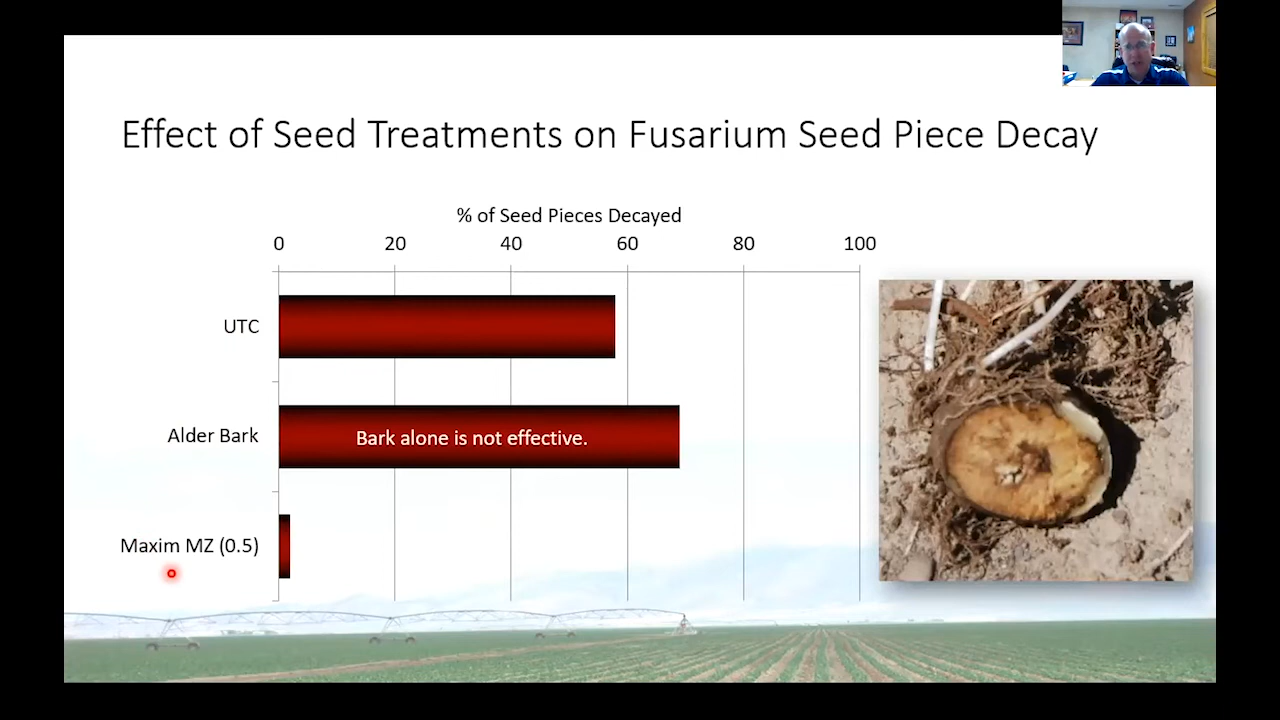 Effect of Seed Treatments on Fusarium Seed Piece Decay
% of Seed Pieces Decayed
0 20 40 60 80 100
UTC
Alder Bark
Bark alone is not effective.
Maxim MZ (0.5)